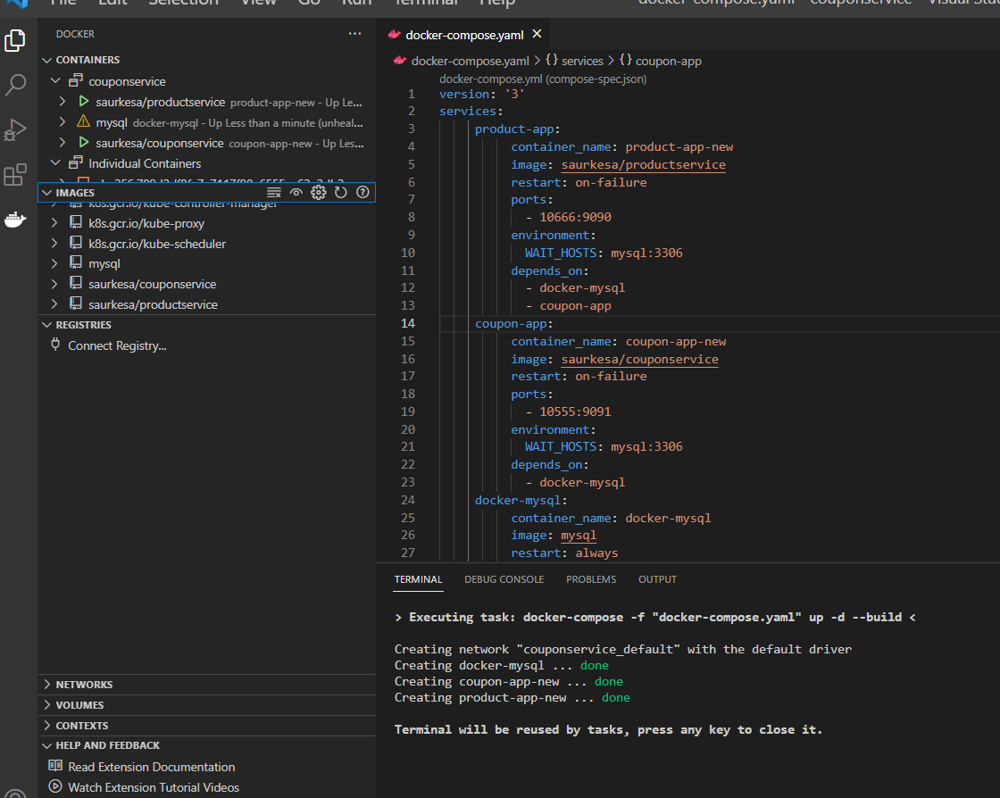 File Edit Selection View Go Run Terminal Help docker-compose.yaml - couponservice - Visual Stu
DOCKER
CONTAINERS
couponservice
saurkesa/productservice product-app-new - Up Le...
mysql docker-mysql - Up Less than a minute (unheal...
saurkesa/couponservice coupon-app-new - Up Les...
Individual Containers
IMAGES
k8s.gcr.io/kube-controller-manager
k8s.gcr.io/kube-proxy
k8s.gcr.io/kube-scheduler
mysql
saurkesa/couponservice
saurkesa/productservice
REGISTRIES
Connect Registry...
NETWORKS
VOLUMES
CONTEXTS
HELP AND FEEDBACK
Read Extension Documentation
Watch Extension Tutorial Videos
docker-compose.yaml
docker-compose.yaml > {} services > {} coupon-app
docker-compose.yml (compose-spec.json)
1 version: '3'
2 services:
3 product-app:
4 container_name: product-app-new
5 image: saurkesa/productservice
6 restart: on-failure
7 ports:
8 - 10666:9090
9 environment:
10 WAIT_HOSTS: mysql:3306
11 depends_on:
12 - docker-mysql
13 - coupon-app
14 coupon-app:
15 container_name: coupon-app-new
16 image: saurkesa/couponservice
17 restart: on-failure
18 ports:
19 - 10555:9091
20 environment:
21 WAIT_HOSTS: mysql:3306
22 depends_on:
23 - docker-mysql
24 docker-mysql:
25 container_name: docker-mysql
26 image: mysql
27 restart: always
TERMINAL DEBUG CONSOLE PROBLEMS OUTPUT
> Executing task: docker-compose -f "docker-compose.yaml" up -d --build <
Creating network "couponservice_default" with the default driver
Creating docker-mysql ... done
Creating coupon-app-new ... done
Creating product-app-new ... done
Terminal will be reused by tasks, press any key to close it.